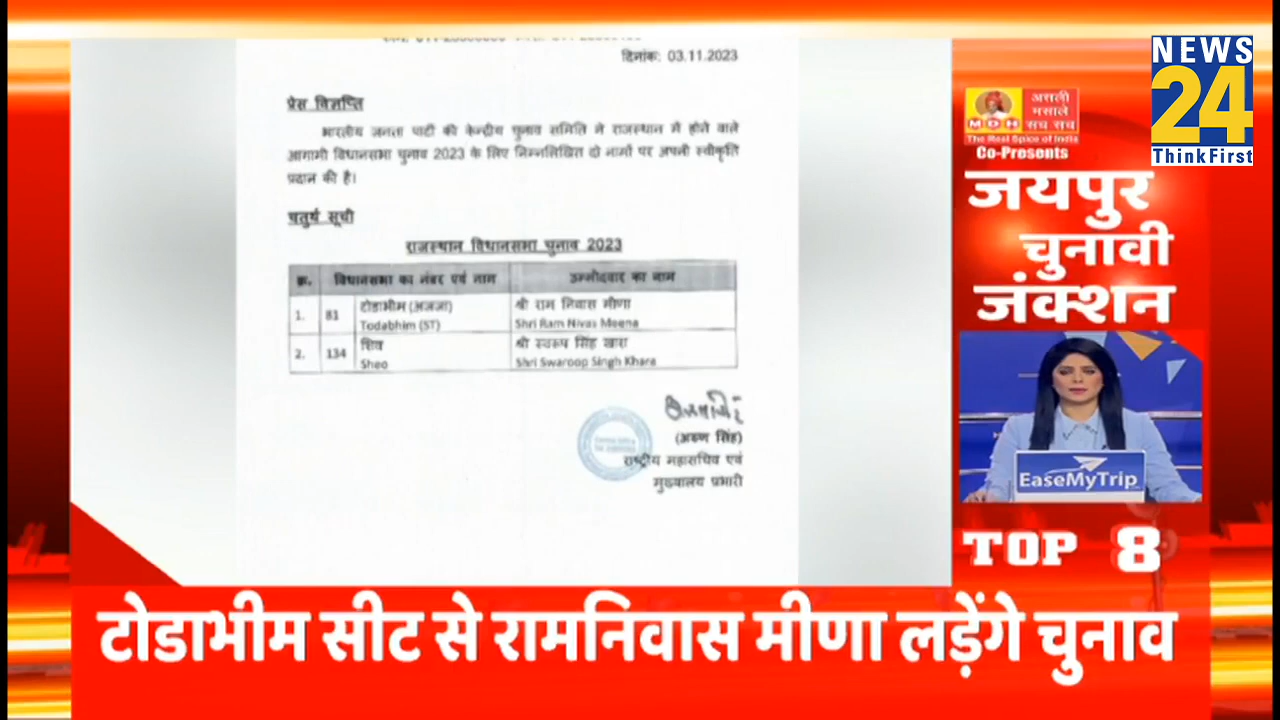 दिनांक: 03.11.2023
प्रेस विज्ञप्ति
भारतीय जनता पार्टी की केन्द्रीय चुनाव समिति ने राजस्थान में होने वाले
आगामी विधानसभा चुनाव 2023 के लिए निम्नलिखित दो नामों पर अपनी स्वीकृति
प्रदान की है।
चतुर्थ सूची
राजस्थान विधानसभा चुनाव 2023
क्र. विधानसभा का नंबर एवं नाम उम्मीदवार का नाम
1. 81 टोडाभीम (अजजा) श्री राम निवास मीणा
Todabhim (ST) Shri Ram Nivas Meena
2. 134 शिव श्री स्वरूप सिंह खारा
Sheo Shri Swaroop Singh Khara
(अरुण सिंह)
राष्ट्रीय महासचिव एवं
मुख्यालय प्रभारी
NEWS
24
ThinkFirst
MDH
असली
मसाले
सच सच
The Real Spice of India
Co-Presents
जयपुर
चुनावी
जंक्शन
EaseMyTrip
TOP 8
टोडाभीम सीट से रामनिवास मीणा लड़ेंगे चुनाव